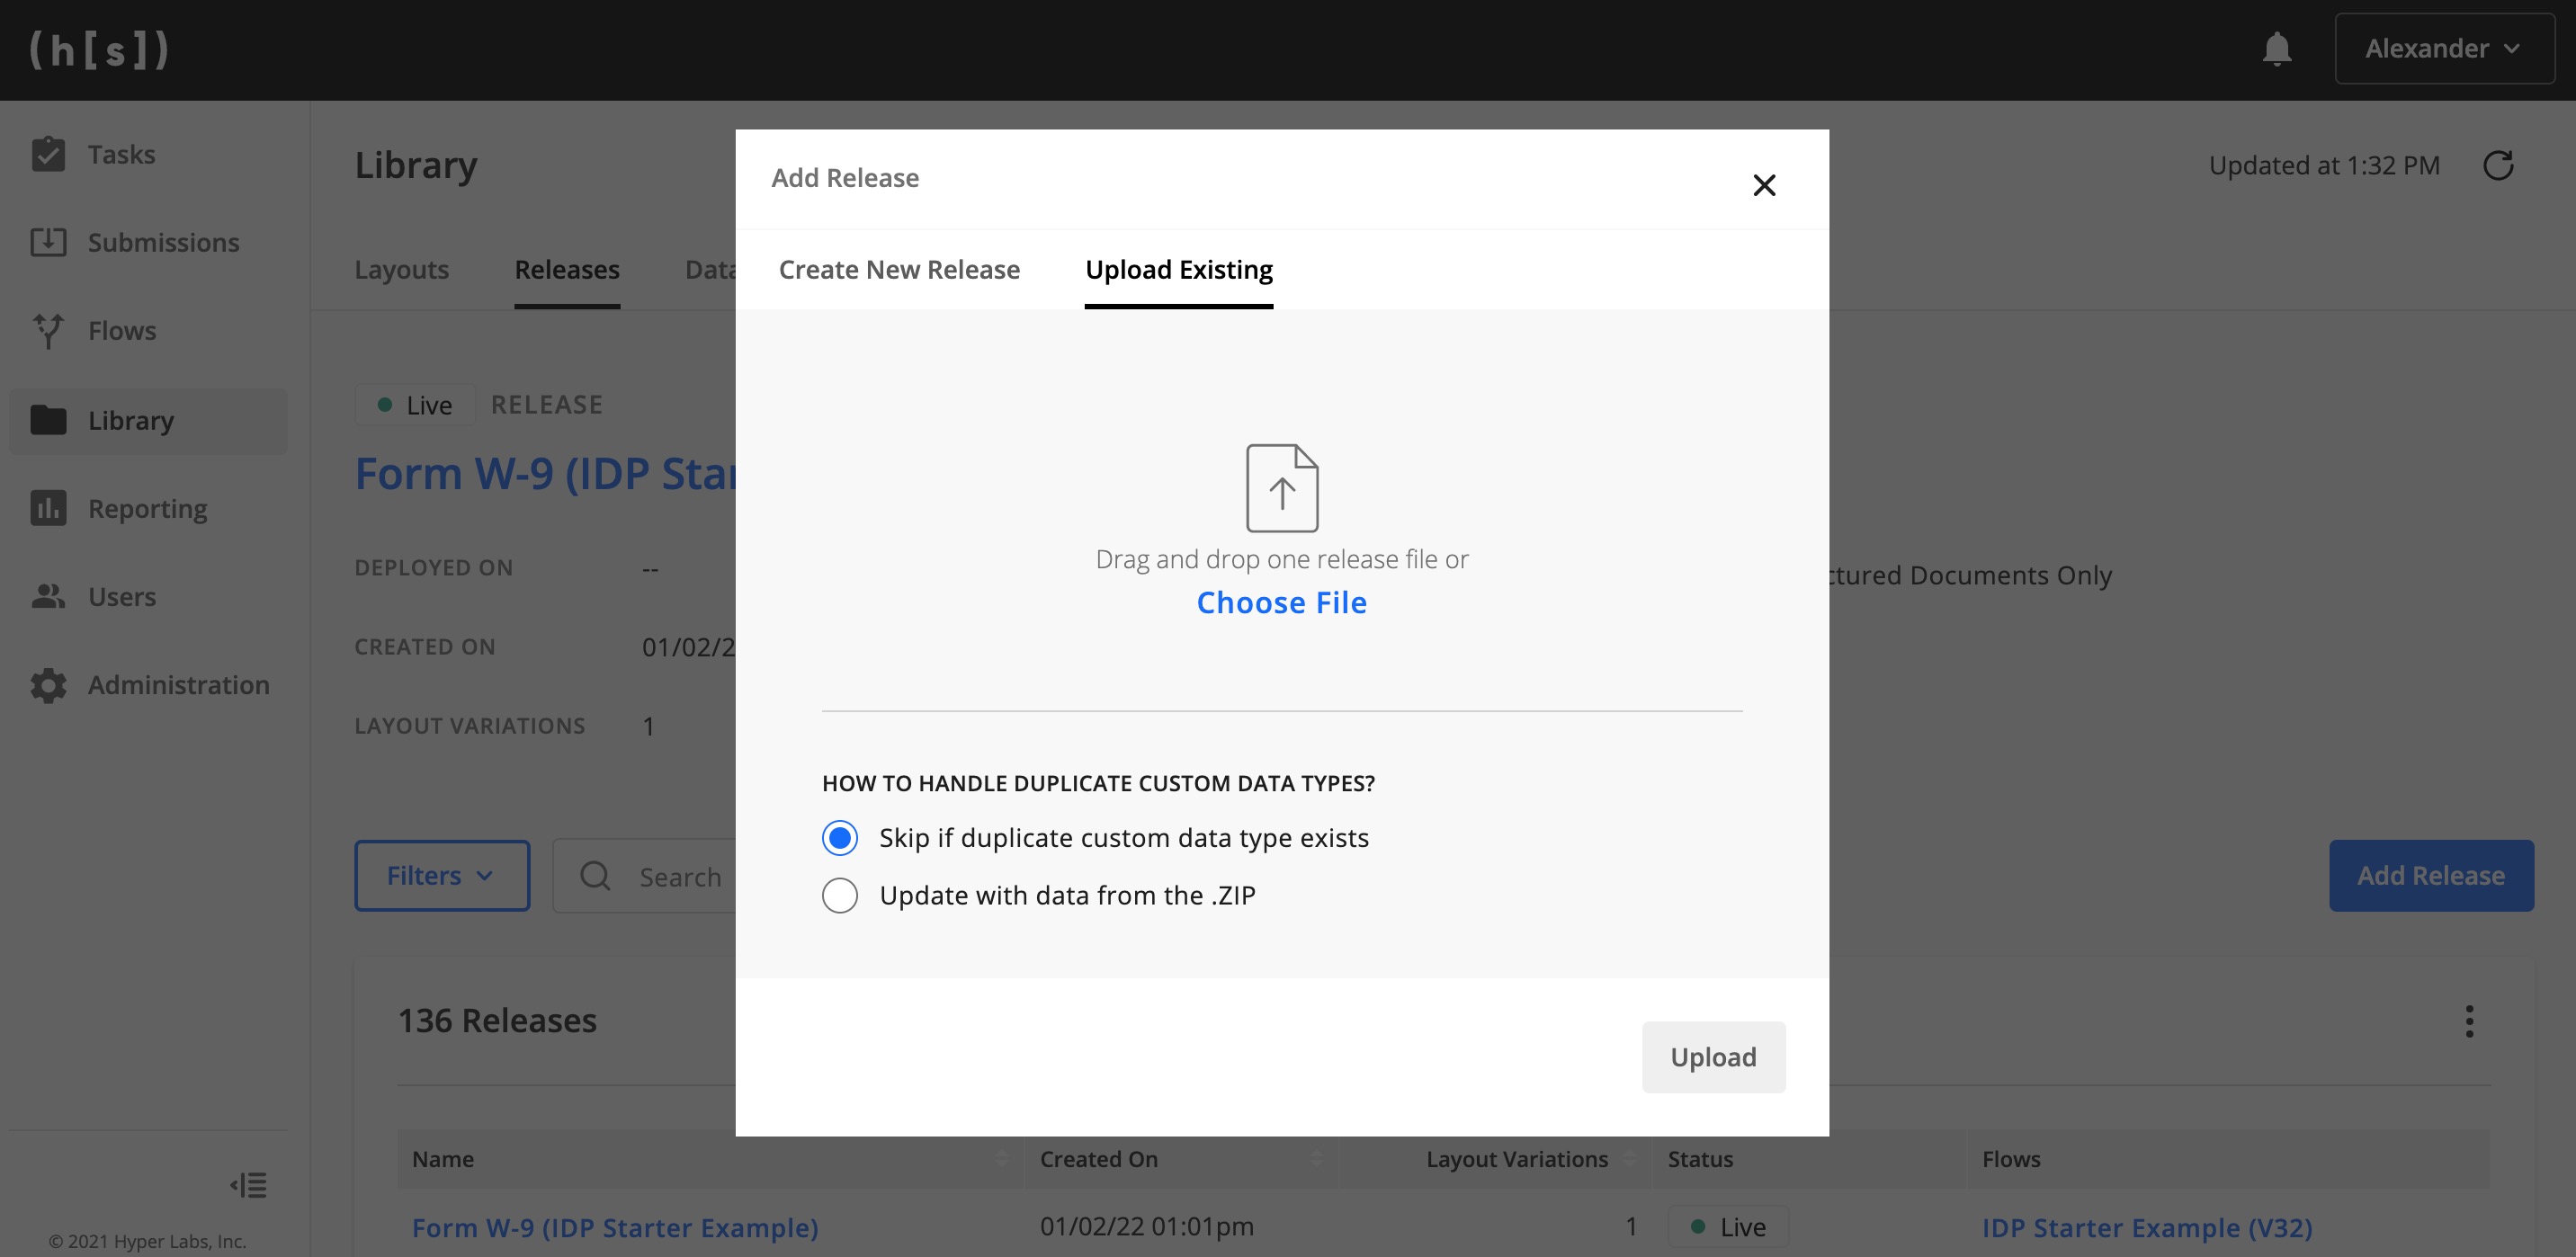 (h[s])
Alexander
Tasks
Submissions
Flows
Library
Reporting
Users
Administration
© 2021 Hyper Labs, Inc.
Library
Updated at 1:32 PM
Layouts
Releases
Data
Live
RELEASE
Form W-9 (IDP Star
DEPLOYED ON
--
ctured Documents Only
CREATED ON
01/02/2
LAYOUT VARIATIONS
1
Filters
Search
Add Release
136 Releases
Name
Created On
Layout Variations
Status
Flows
Form W-9 (IDP Starter Example)
01/02/22 01:01pm
1
Live
IDP Starter Example (V32)
Add Release
Create New Release
Upload Existing
Drag and drop one release file or
Choose File
HOW TO HANDLE DUPLICATE CUSTOM DATA TYPES?
Skip if duplicate custom data type exists
Update with data from the .ZIP
Upload